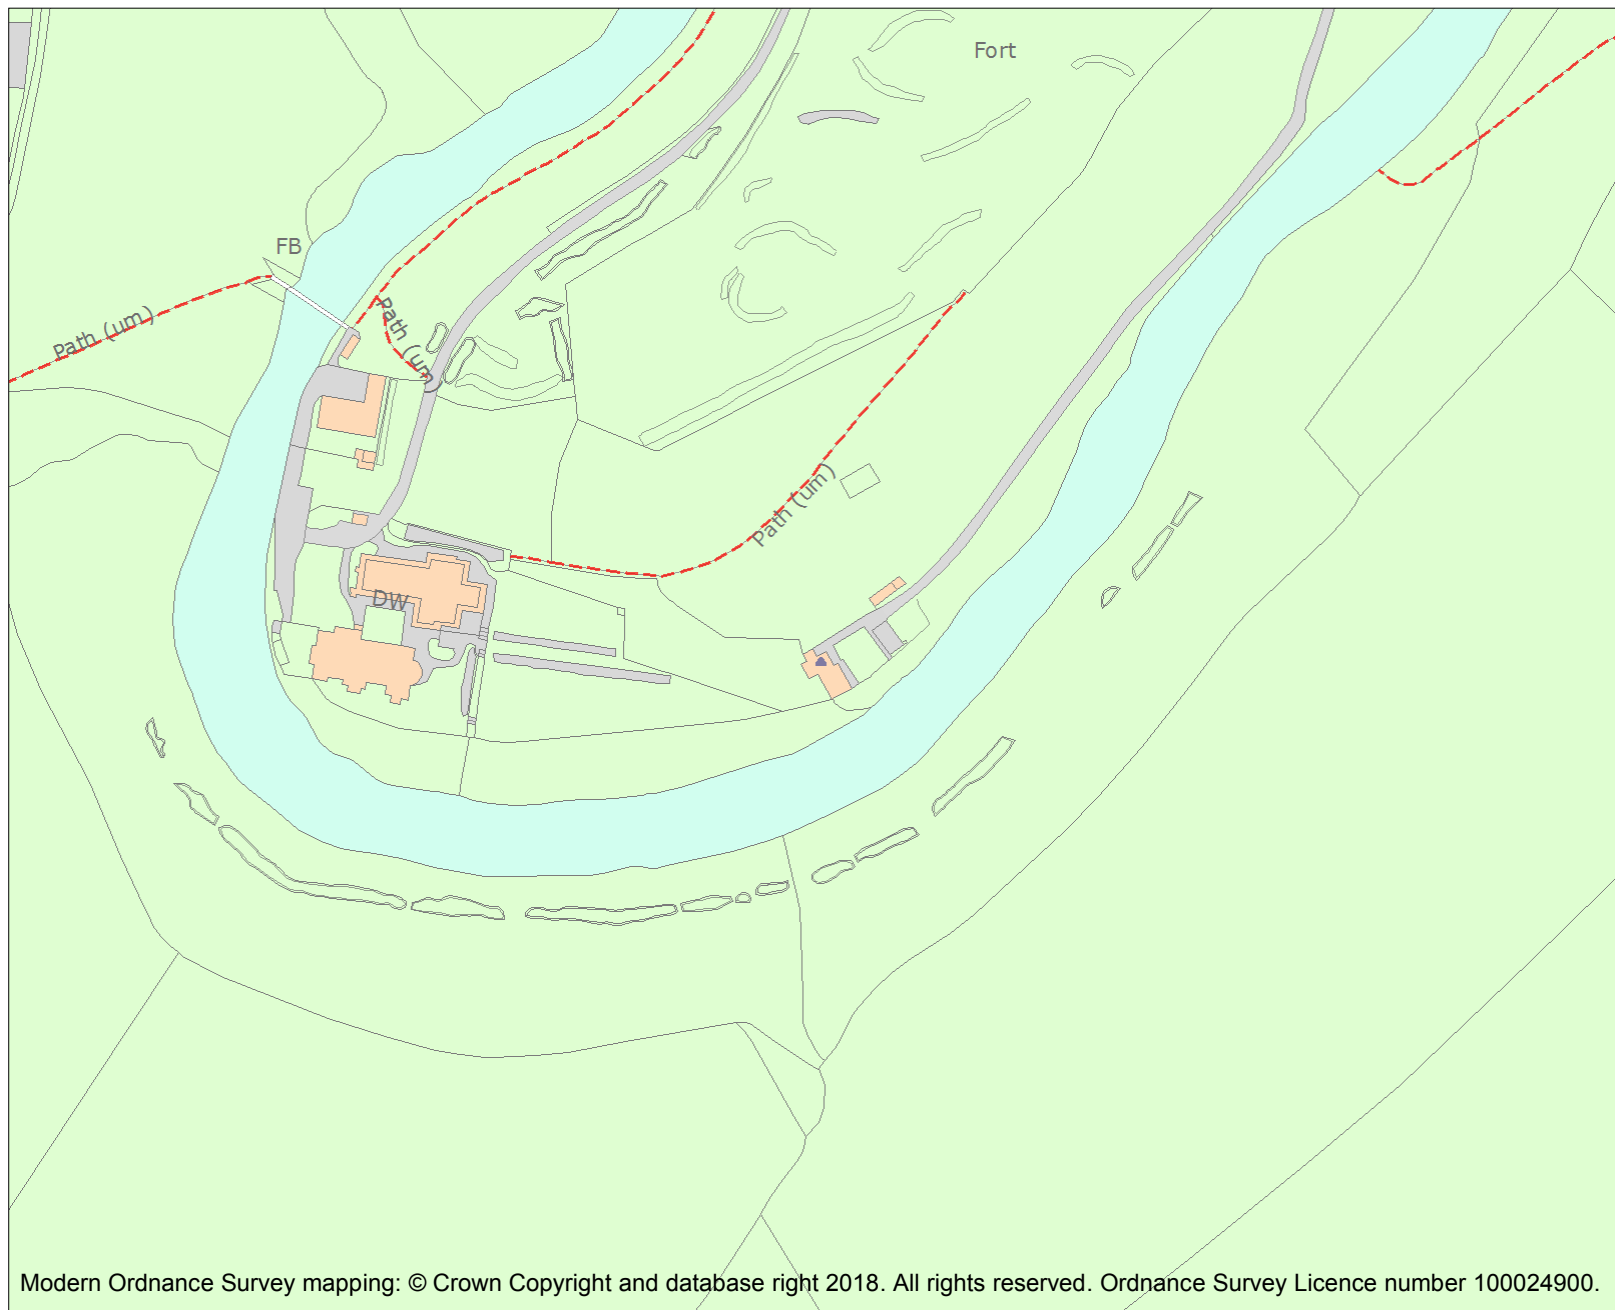 Fort
FB
Path (um)
Path (um)
Path (um)
DW
Modern Ordnance Survey mapping: © Crown Copyright and database right 2018. All rights reserved. Ordnance Survey Licence number 100024900.